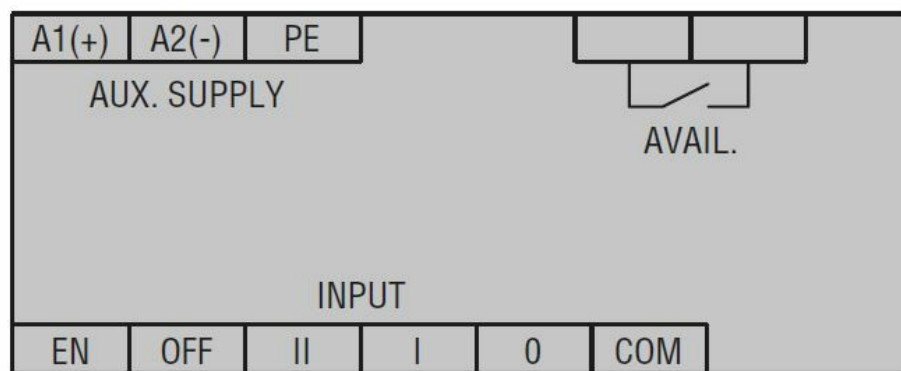 A1(+) A2(-) PE
AUX. SUPPLY
AVAIL.
INPUT
EN OFF II I 0 COM